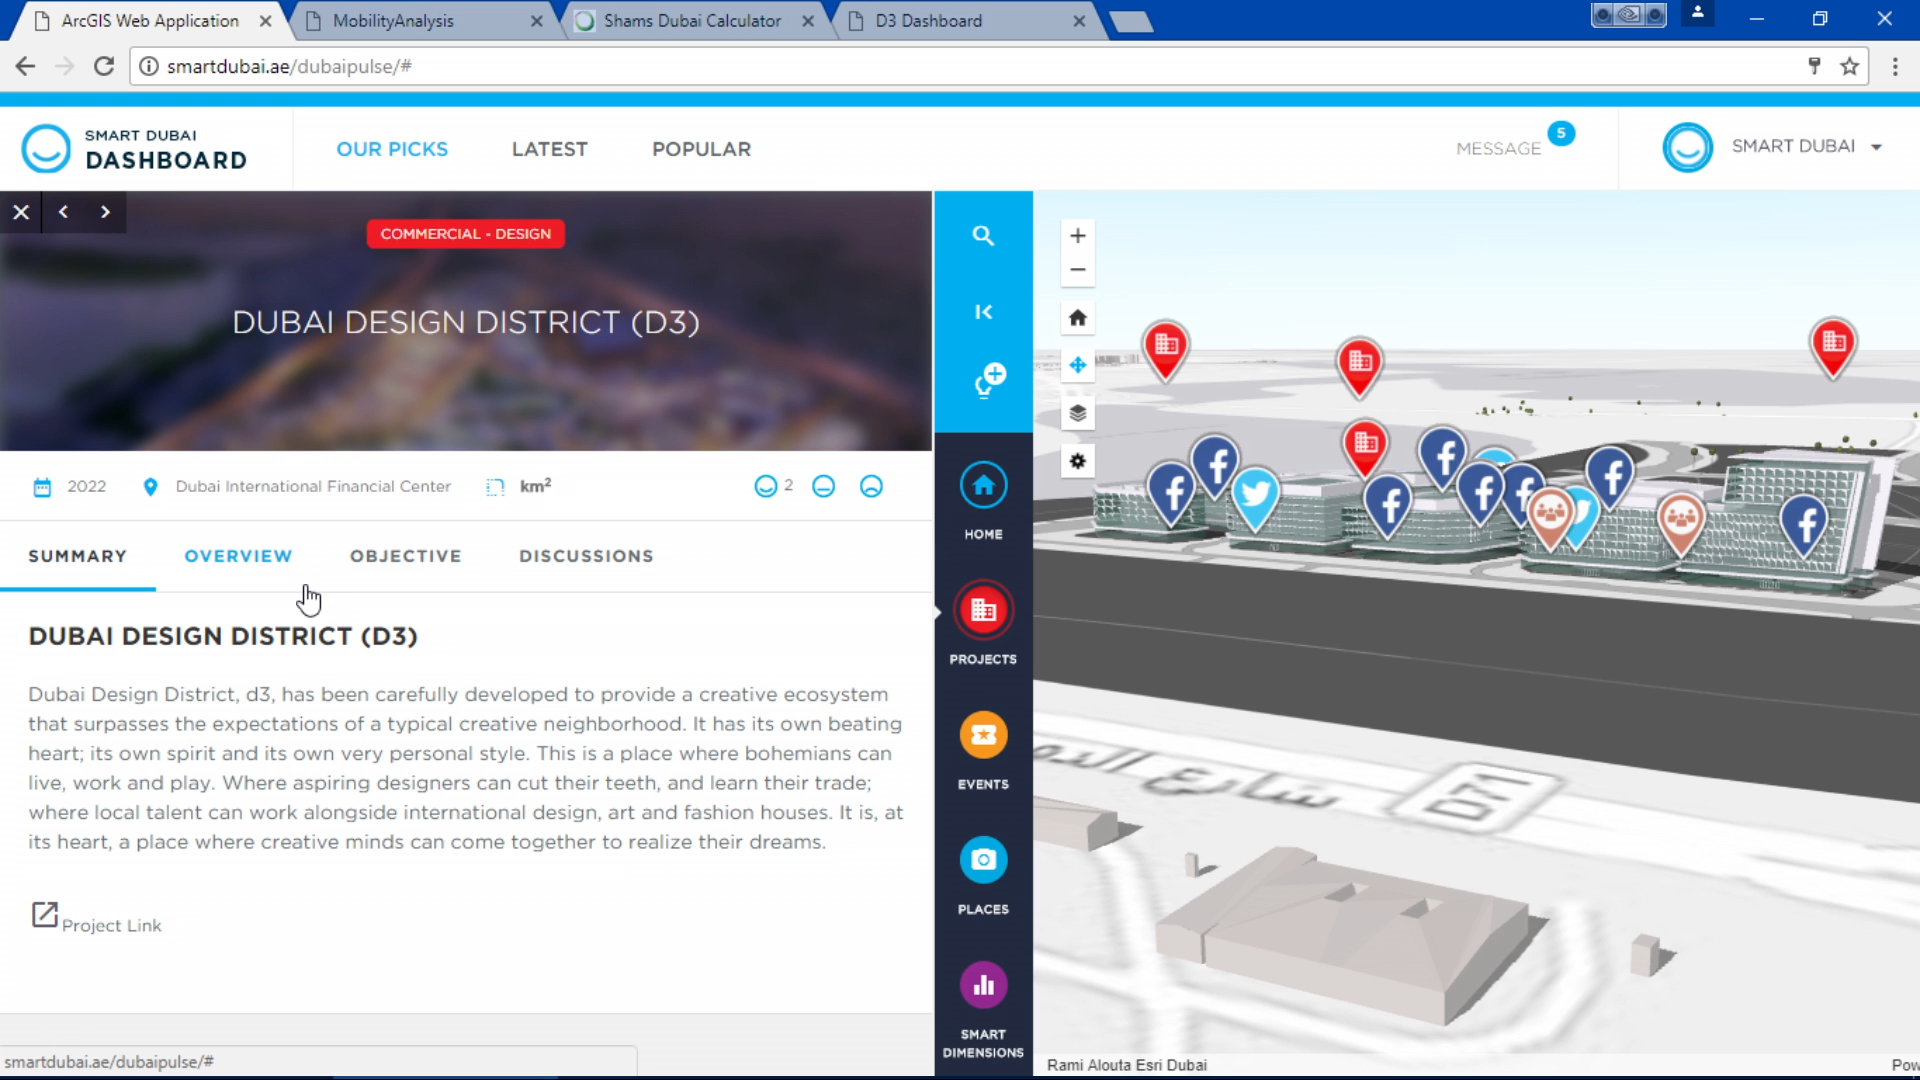 ArcGIS Web Application
MobilityAnalysis
Shams Dubai Calculator
D3 Dashboard
smartdubai.ae/dubaipulse/#
SMART DUBAI
DASHBOARD
OUR PICKS
LATEST
POPULAR
MESSAGE
5
SMART DUBAI
COMMERCIAL - DESIGN
DUBAI DESIGN DISTRICT (D3)
2022
Dubai International Financial Center
km²
2
SUMMARY
OVERVIEW
OBJECTIVE
DISCUSSIONS
DUBAI DESIGN DISTRICT (D3)
Dubai Design District, d3, has been carefully developed to provide a creative ecosystem
that surpasses the expectations of a typical creative neighborhood. It has its own beating
heart; its own spirit and its own very personal style. This is a place where bohemians can
live, work and play. Where aspiring designers can cut their teeth, and learn their trade;
where local talent can work alongside international design, art and fashion houses. It is, at
its heart, a place where creative minds can come together to realize their dreams.
Project Link
smartdubai.ae/dubaipulse/#
HOME
PROJECTS
EVENTS
PLACES
SMART
DIMENSIONS
شارع
D71
Rami Alouta Esri Dubai
Pow